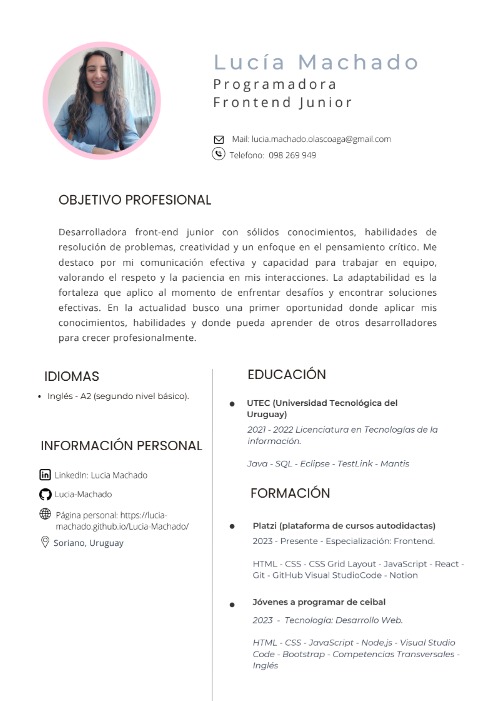 Lucía Machado
Programadora
Frontend Junior
Mail: lucia.machado.olascoaga@gmail.com
Telefono: 098 269 949
OBJETIVO PROFESIONAL
Desarrolladora front-end junior con sólidos conocimientos, habilidades de
resolución de problemas, creatividad y un enfoque en el pensamiento crítico. Me
destaco por mi comunicación efectiva y capacidad para trabajar en equipo,
valorando el respeto y la paciencia en mis interacciones. La adaptabilidad es la
fortaleza que aplico al momento de enfrentar desafíos y encontrar soluciones
efectivas. En la actualidad busco una primer oportunidad donde aplicar mis
conocimientos, habilidades y donde pueda aprender de otros desarrolladores
para crecer profesionalmente.
IDIOMAS
Inglés - A2 (segundo nivel básico).
INFORMACIÓN PERSONAL
LinkedIn: Lucia Machado
Lucia-Machado
Página personal: https://lucia-
machado.github.io/Lucia-Machado/
Soriano, Uruguay
EDUCACIÓN
UTEC (Universidad Tecnológica del
Uruguay)
2021 - 2022 Licenciatura en Tecnologías de la
información.
Java - SQL - Eclipse - TestLink - Mantis
FORMACIÓN
Platzi (plataforma de cursos autodidactas)
2023 - Presente - Especialización: Frontend.
HTML - CSS - CSS Grid Layout - JavaScript - React -
Git - GitHub Visual StudioCode - Notion
Jóvenes a programar de ceibal
2023 - Tecnología: Desarrollo Web.
HTML - CSS - JavaScript - Node.js - Visual Studio
Code - Bootstrap - Competencias Transversales -
Inglés